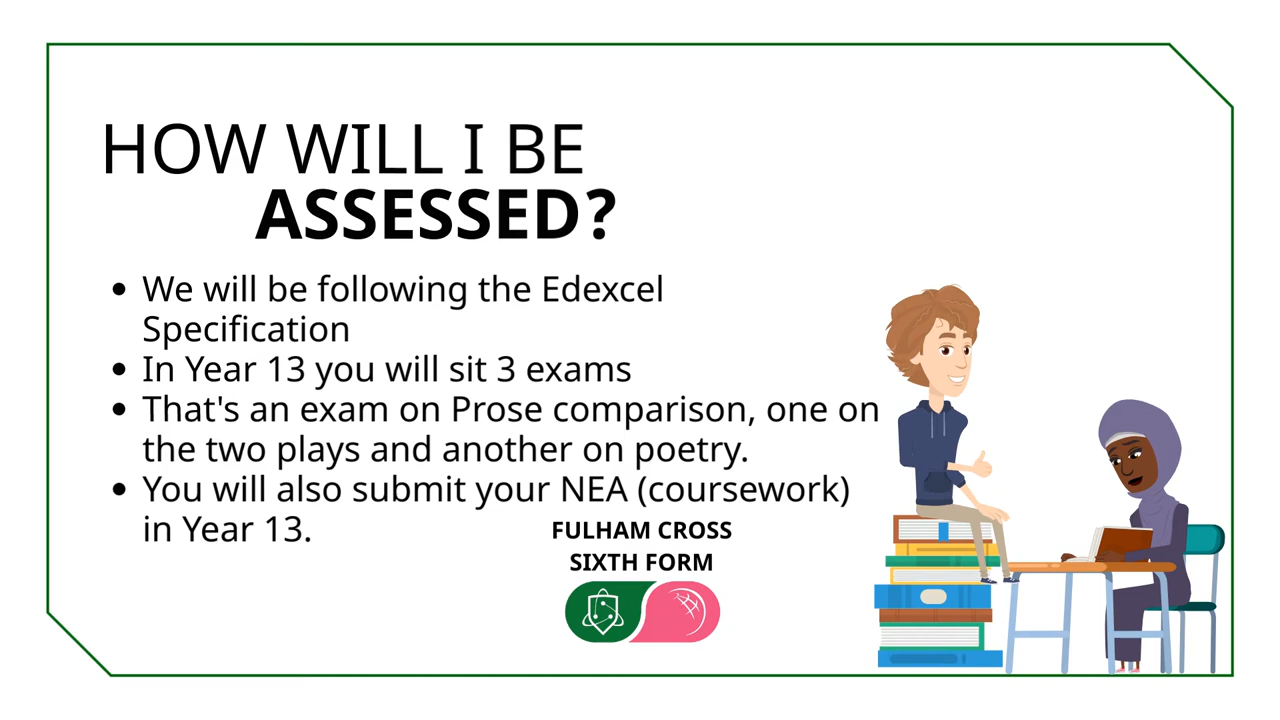 HOW WILL I BE
ASSESSED?
• We will be following the Edexcel
Specification
• In Year 13 you will sit 3 exams
• That's an exam on Prose comparison, one on
the two plays and another on poetry.
• You will also submit your NEA (coursework)
in Year 13.
FULHAM CROSS
SIXTH FORM